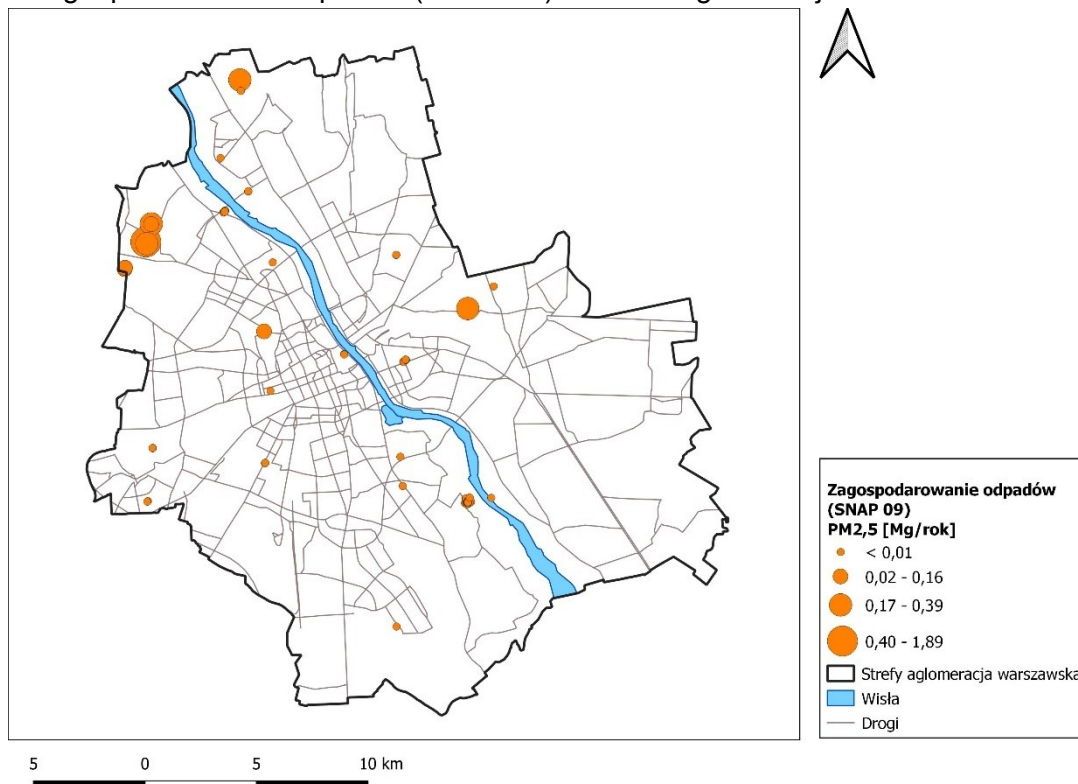 Zagospodarowanie odpadów
(SNAP 09)
PM2,5 [Mg/rok]
< 0,01
0,02 - 0,16
0,17 - 0,39
0,40 - 1,89
Strefy aglomeracja warszawska
Wisła
Drogi
5 0 5 10 km